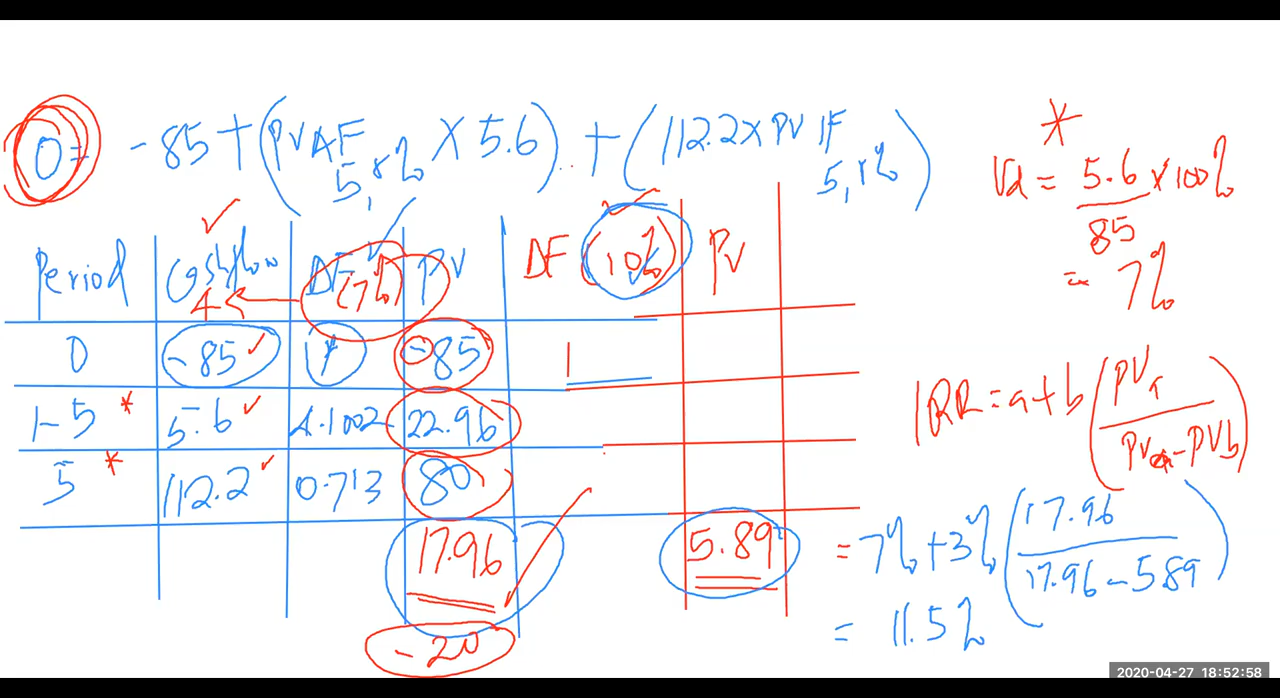 0 = -85 + (PVAF 5,8% X 5.6) + (112.2 X PV IF 5,1%)
*
Vd = 5.6/85 x 100%
= 7%
Period Cashflow DF (7%) PV DF (10%) PV
0 -85 1 -85 1
1-5 * 5.6 4.1002 22.96
5 * 112.2 0.713 80
17.96 5.89
-20
IRR = a + b (PVa / PVa - PVb)
= 7% + 3% (17.96 / 17.96 - 5.89)
= 11.5%
2020-04-27 18:52:58